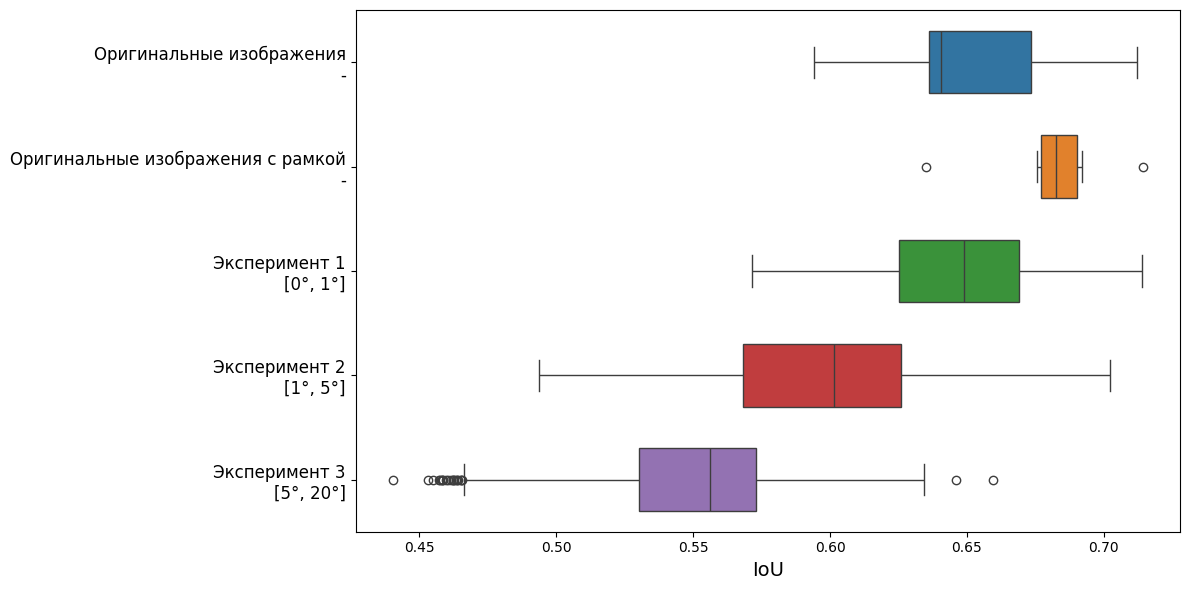 Оригинальные изображения
-
Оригинальные изображения с рамкой
-
Эксперимент 1
[0°, 1°]
Эксперимент 2
[1°, 5°]
Эксперимент 3
[5°, 20°]
0.45 0.50 0.55 0.60 0.65 0.70
IoU